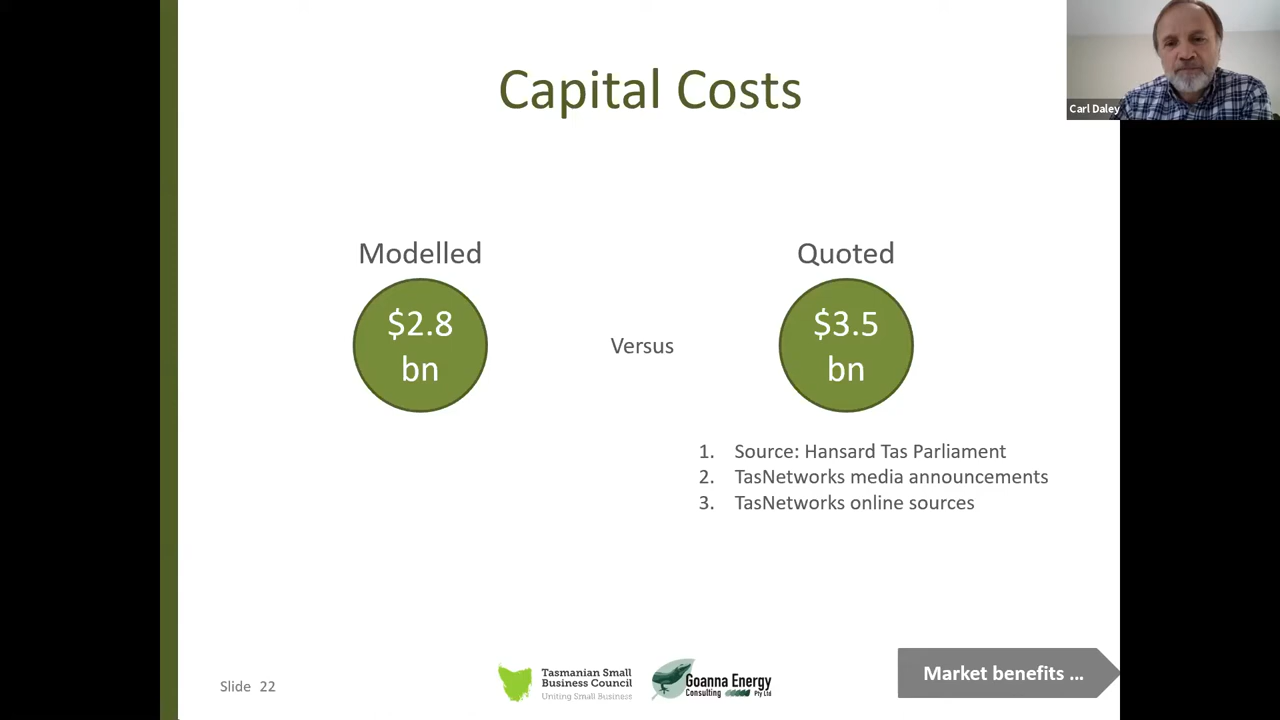 Capital Costs
Carl Daley
Modelled
Quoted
$2.8
bn
Versus
$3.5
bn
1. Source: Hansard Tas Parliament
2. TasNetworks media announcements
3. TasNetworks online sources
Slide 22
Tasmanian Small
Business Council
Uniting Small Business
Goanna Energy
Consulting Pty Ltd
Market benefits ...